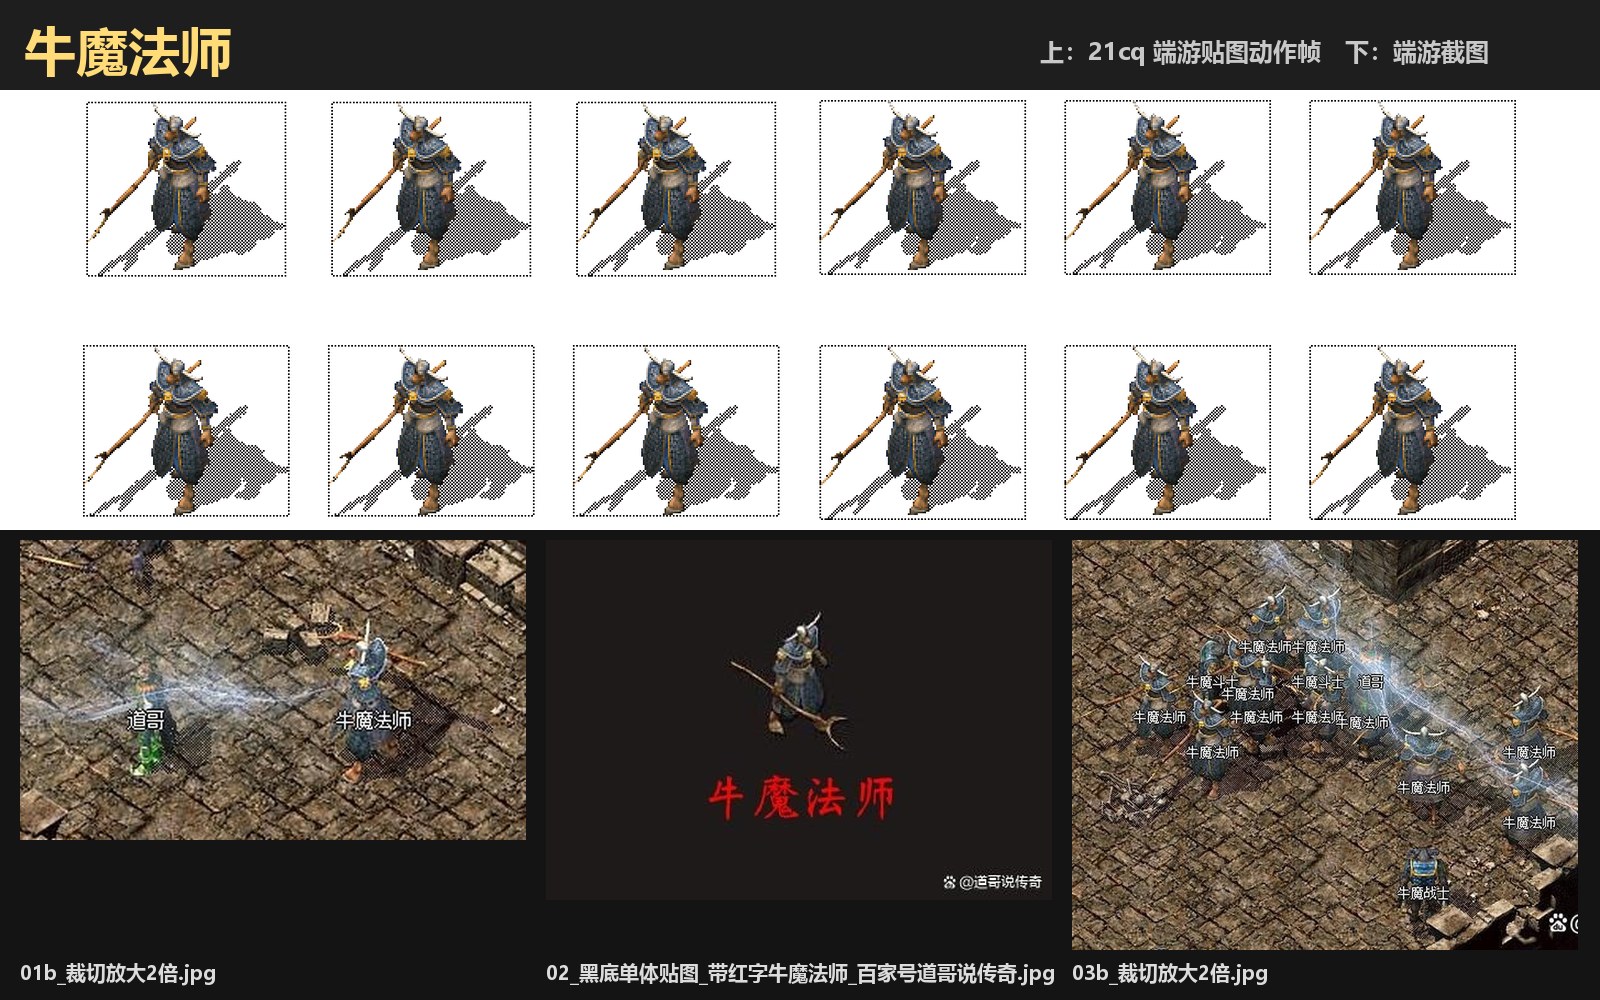 牛魔法师
上：21cq 端游贴图动作帧 下：端游截图
道哥
牛魔法师
牛魔法师
@道哥说传奇
牛魔法师牛魔法师
牛魔斗士
牛魔斗士
道哥
牛魔法师
牛魔法师
牛魔法师
牛魔法师
牛魔法师
牛魔法师
牛魔法师
牛魔法师
牛魔法师
牛魔战士
01b_裁切放大2倍.jpg
02_黑底单体贴图_带红字牛魔法师_百家号道哥说传奇.jpg
03b_裁切放大2倍.jpg